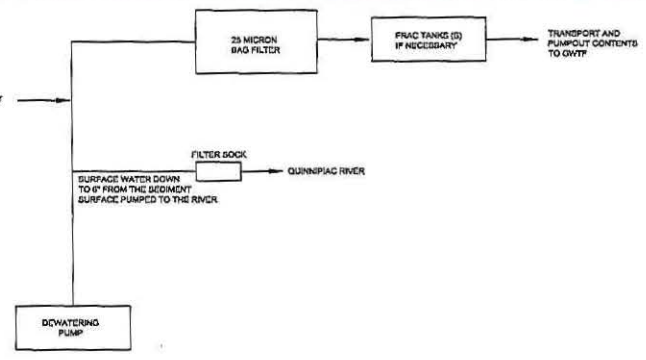 25 MICRON
BAG FILTER
FRAC TANKS (S)
IF NECESSARY
TRANSPORT AND
PUMPOUT CONTENTS
TO GWTF
FILTER SOCK
QUINNIPIAC RIVER
SURFACE WATER DOWN
TO 6" FROM THE SEDIMENT
SURFACE PUMPED TO THE RIVER
DEWATERING
PUMP